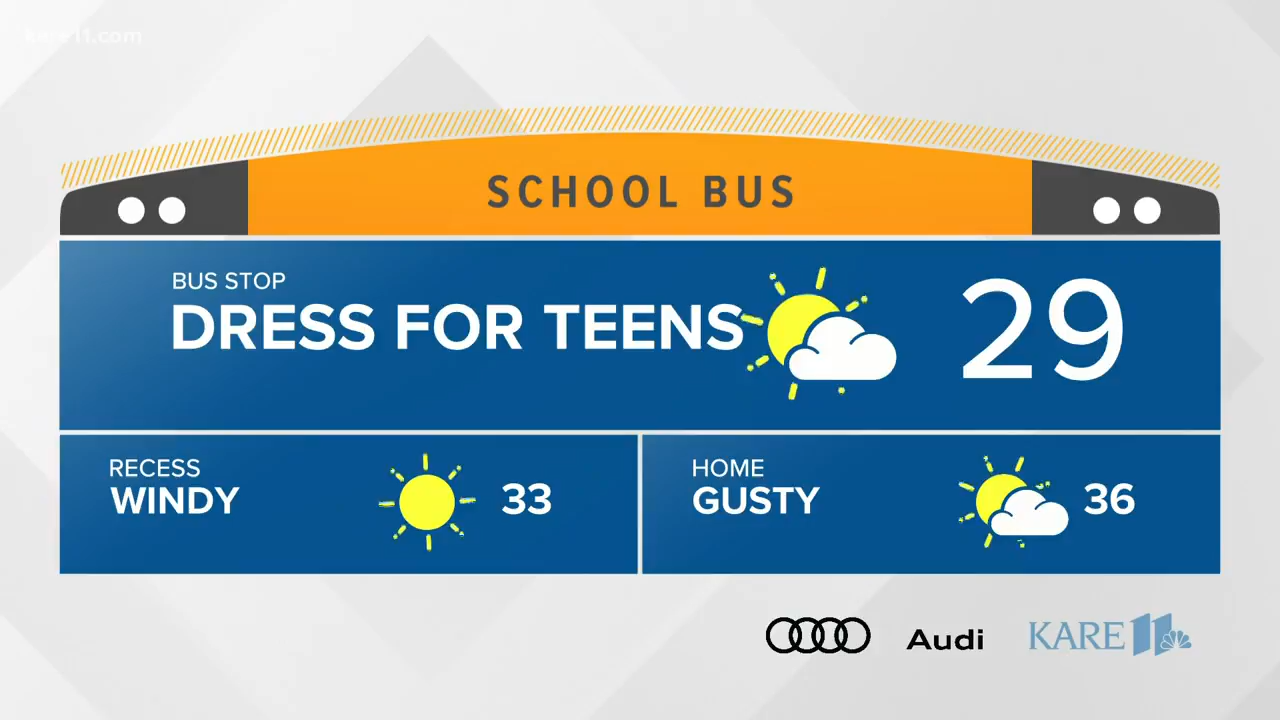 kare11.com
SCHOOL BUS
BUS STOP
DRESS FOR TEENS
29
RECESS
WINDY
33
HOME
GUSTY
36
Audi
KARE 11